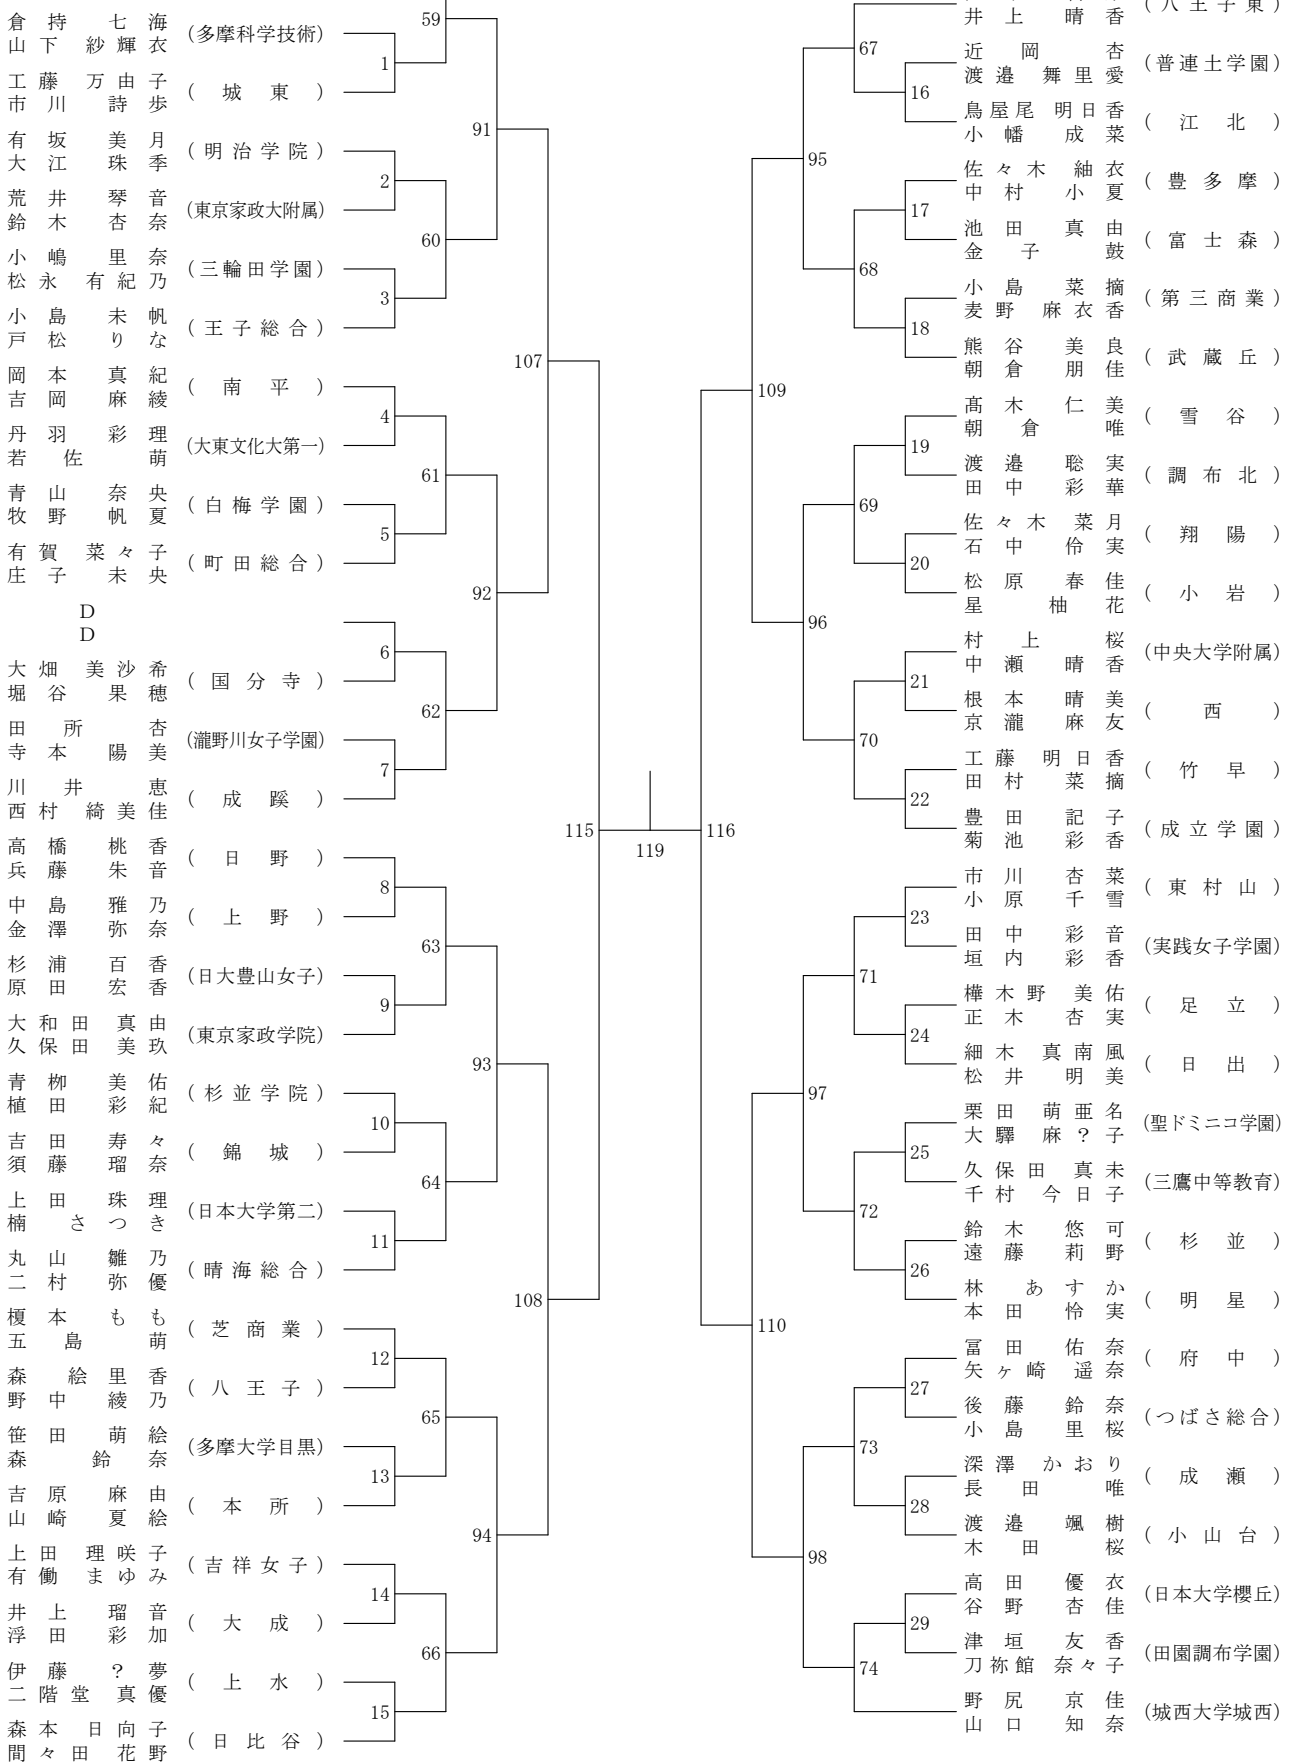 59
倉持 七海
山下 紗輝衣
(多摩科学技術)
1
工藤 万由子
市川 詩歩
(城東)
91
有坂 美月
大江 珠季
(明治学院)
2
荒井 琴音
鈴木 杏奈
(東京家政大附属)
60
小嶋 里奈
松永 有紀乃
(三輪田学園)
3
小島 未帆
戸松 りな
(王子総合)
107
岡本 真紀
吉岡 麻綾
(南平)
4
丹羽 彩理
若佐 萌
(大東文化大第一)
61
青山 奈央
牧野 帆夏
(白梅学園)
5
有賀 菜々子
庄子 未央
(町田総合)
92
D
D
6
大畑 美沙希
堀谷 果穂
(国分寺)
62
田所 杏
寺本 陽美
(瀧野川女子学園)
7
川井 恵
西村 綺美佳
(成蹊)
115
高橋 桃香
兵藤 朱音
(日野)
8
中島 雅乃
金澤 弥奈
(上野)
63
杉浦 百香
原田 宏香
(日大豊山女子)
9
大和田 真由
久保田 美玖
(東京家政学院)
93
青栁 美佑
植田 彩紀
(杉並学院)
10
吉田 寿々
須藤 瑠奈
(錦城)
64
上田 珠理
楠 さつき
(日本大学第二)
11
丸山 雛乃
二村 弥優
(晴海総合)
108
榎本 もも
五島 萌
(芝商業)
12
森 絵里香
野中 綾乃
(八王子)
65
笹田 萌絵
森 鈴奈
(多摩大学目黒)
13
吉原 麻由
山崎 夏絵
(本所)
94
上田 理咲子
有働 まゆみ
(吉祥女子)
14
井上 瑠音
浮田 彩加
(大成)
66
伊藤 ?夢
二階堂 真優
(上水)
15
森本 日向子
間々田 花野
(日比谷)
119
116
井上 晴香
(八王子東)
67
近岡 杏
渡邉 舞里愛
(普連土学園)
16
鳥屋尾 明日香
小幡 成菜
(江北)
95
佐々木 紬衣
中村 小夏
(豊多摩)
17
池田 真由
金子 鼓
(富士森)
68
小島 菜摘
麦野 麻衣香
(第三商業)
18
熊谷 美良
朝倉 朋佳
(武蔵丘)
109
髙木 仁美
朝倉 唯
(雪谷)
19
渡邉 聡実
田中 彩華
(調布北)
69
佐々木 菜月
石中 伶実
(翔陽)
20
松原 春佳
星 柚花
(小岩)
96
村上 桜
中瀬 晴香
(中央大学附属)
21
根本 晴美
京瀧 麻友
(西)
70
工藤 明日香
田村 菜摘
(竹早)
22
豊田 記子
菊池 彩香
(成立学園)
市川 杏菜
小原 千雪
(東村山)
23
田中 彩音
垣内 彩香
(実践女子学園)
71
樺木野 美佑
正木 杏実
(足立)
24
細木 真南風
松井 明美
(日出)
97
栗田 萌亜名
大驛 麻?子
(聖ドミニコ学園)
25
久保田 真未
千村 今日子
(三鷹中等教育)
72
鈴木 悠可
遠藤 莉野
(杉並)
26
林 あすか
本田 怜実
(明星)
110
冨田 佑奈
矢ヶ崎 遥奈
(府中)
27
後藤 鈴奈
小島 里桜
(つばさ総合)
73
深澤 かおり
長田 唯
(成瀬)
28
渡邉 颯樹
木田 桜
(小山台)
98
高田 優衣
谷野 杏佳
(日本大学櫻丘)
29
津垣 友香
刀祢館 奈々子
(田園調布学園)
74
野尻 京佳
山口 知奈
(城西大学城西)